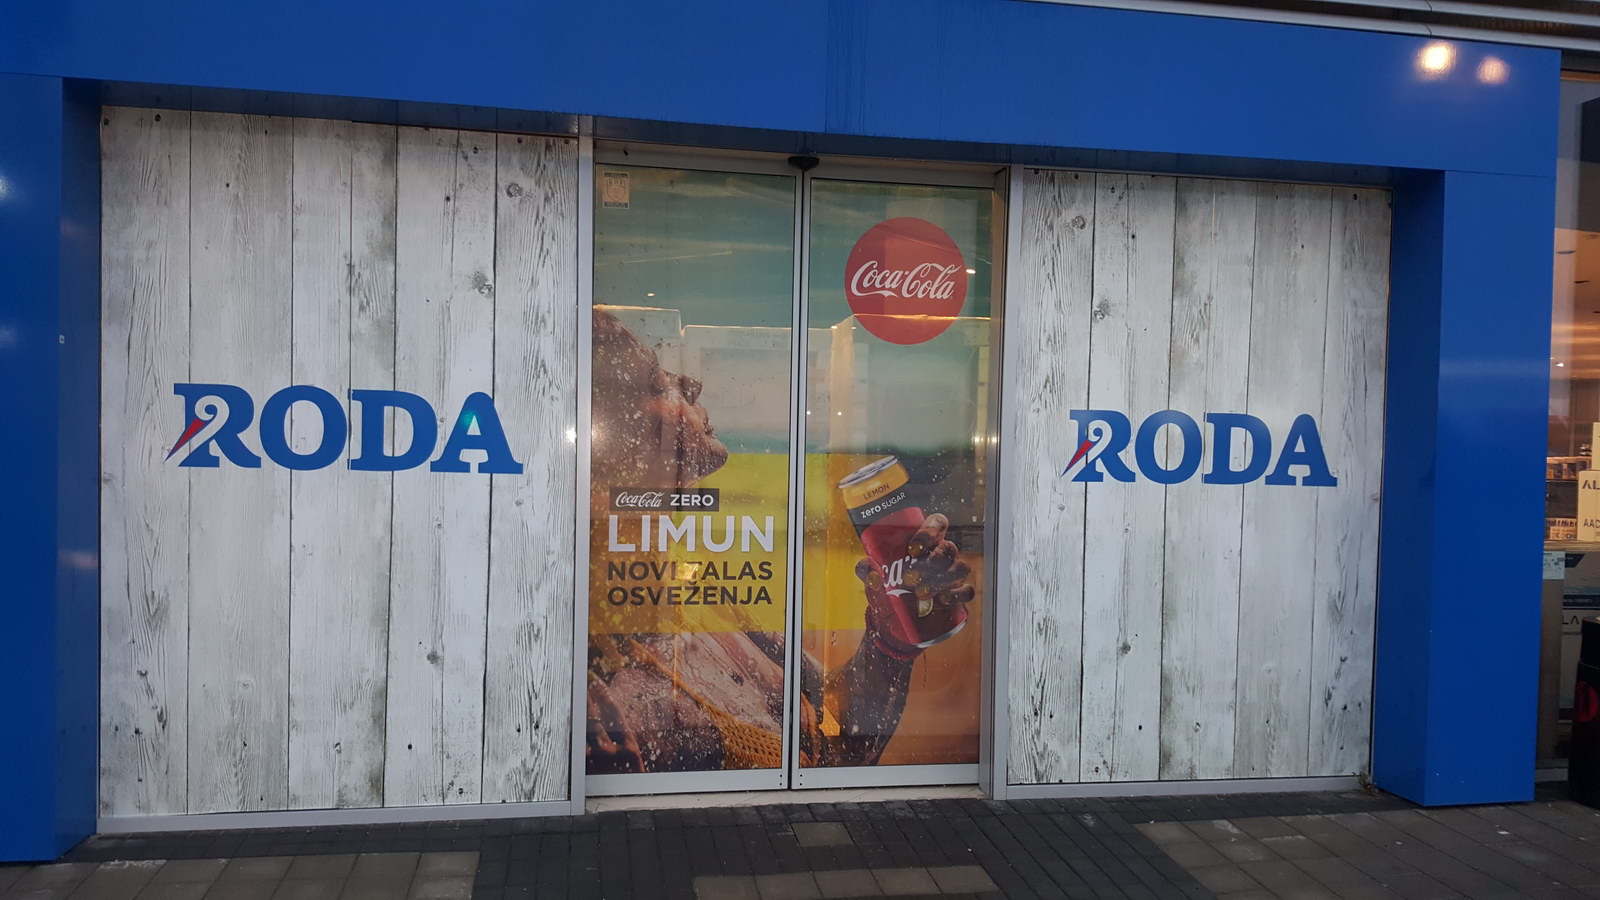 RODA
Coca-Cola
LEMON
zero SUGAR
Coca-Cola ZERO
LIMUN
NOVI TALAS
OSVEŽENJA
RODA